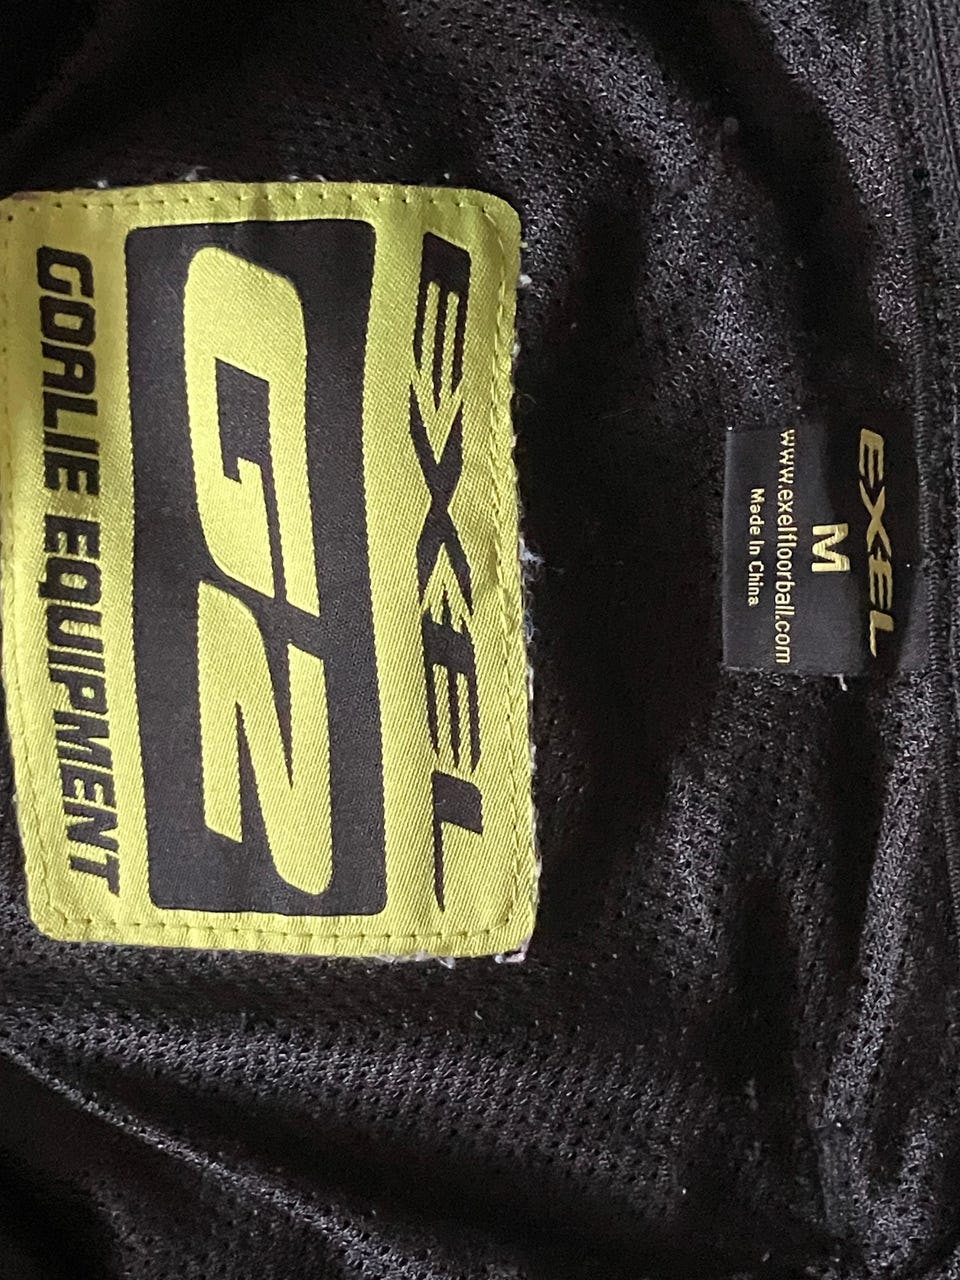 EXEL
G2
GOALIE EQUIPMENT
EXEL
M
www.exelfloorball.com
Made In China